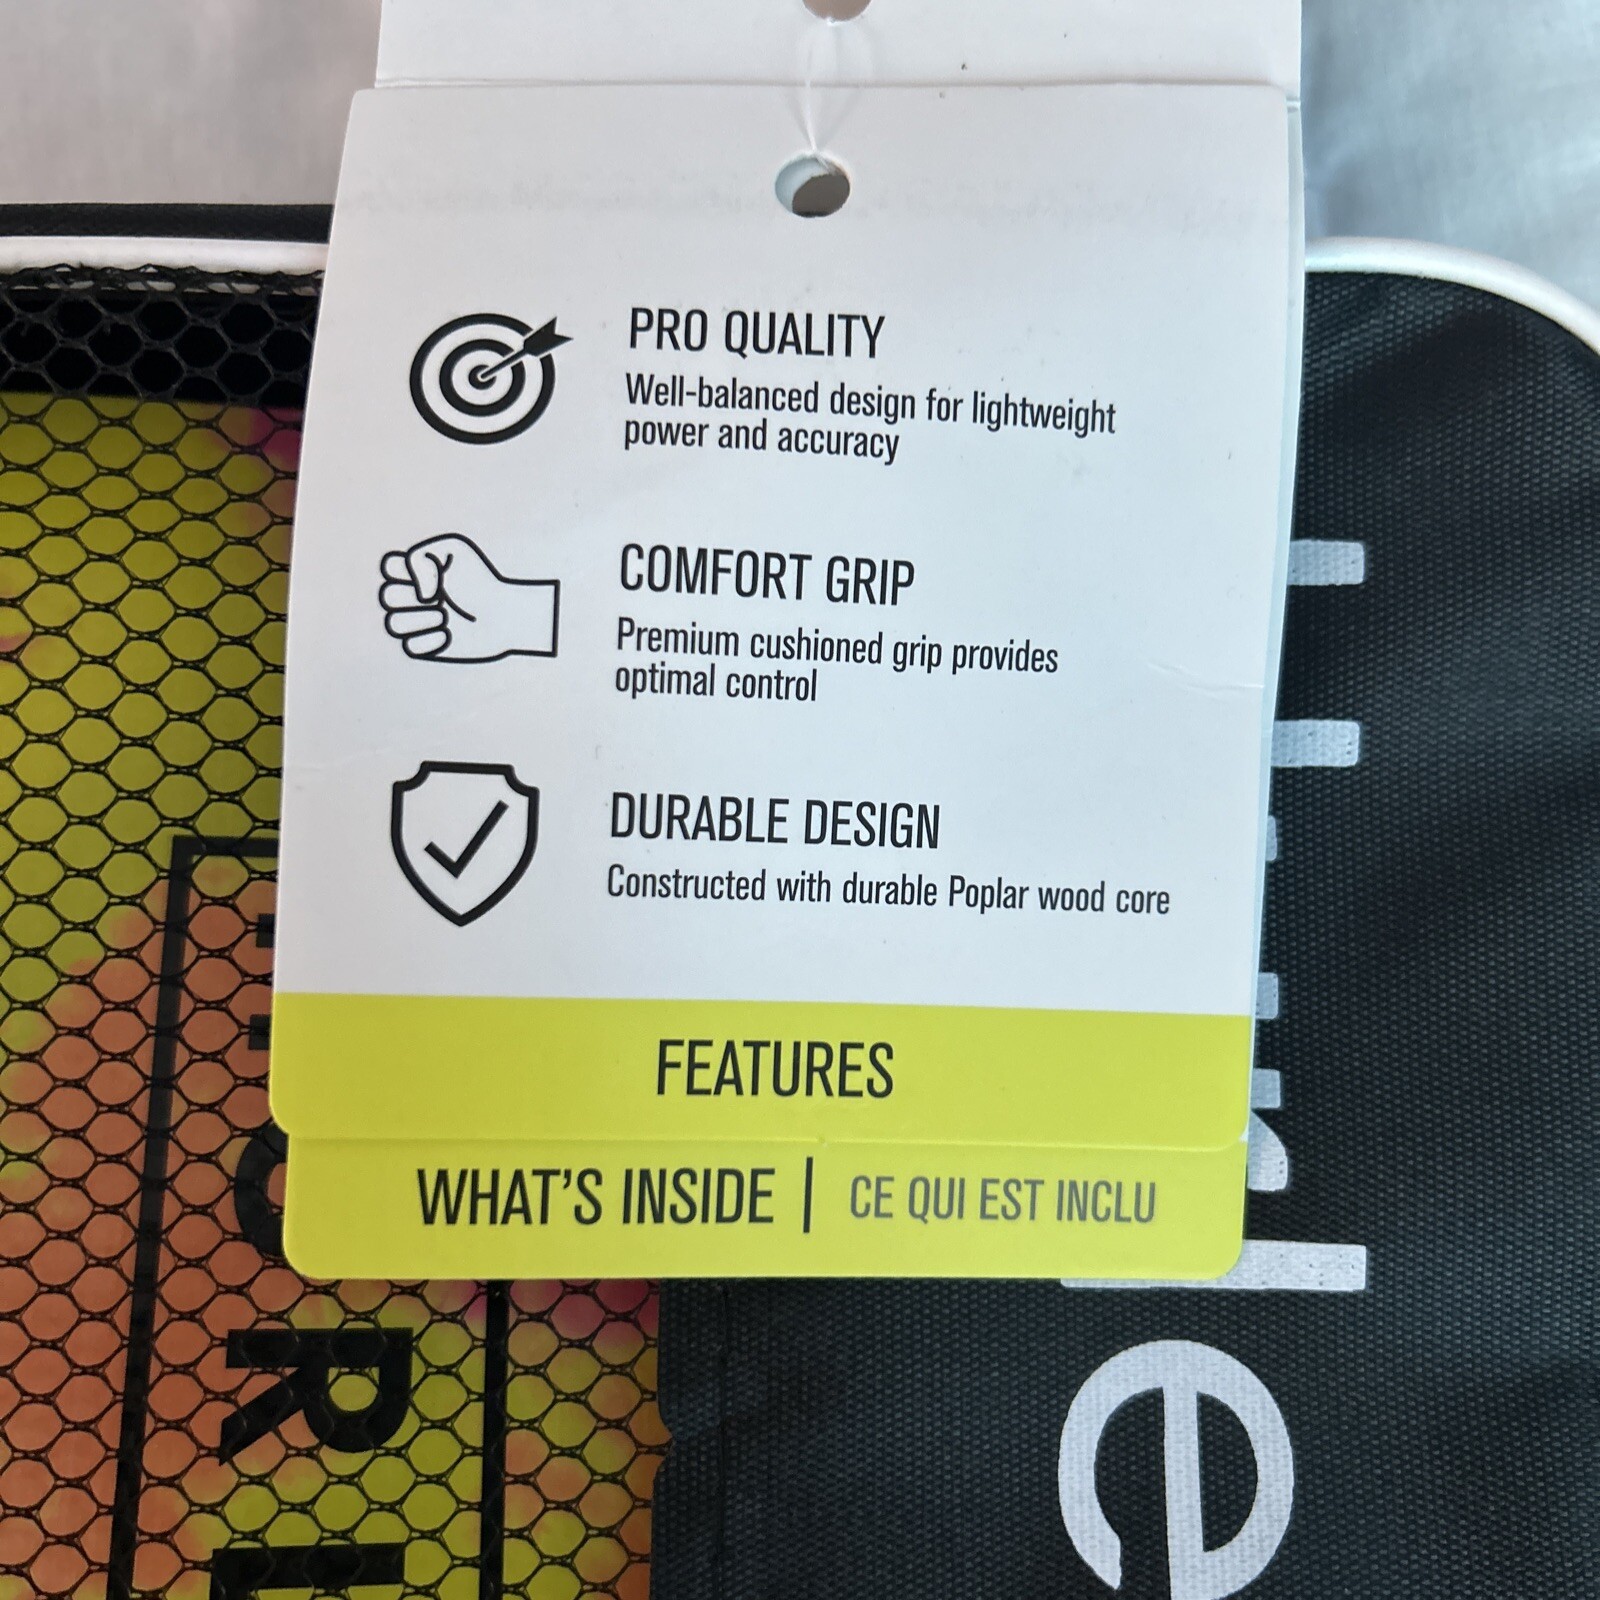 PRO QUALITY
Well-balanced design for lightweight
power and accuracy
COMFORT GRIP
Premium cushioned grip provides
optimal control
DURABLE DESIGN
Constructed with durable Poplar wood core
FEATURES
WHAT'S INSIDE | CE QUI EST INCLU